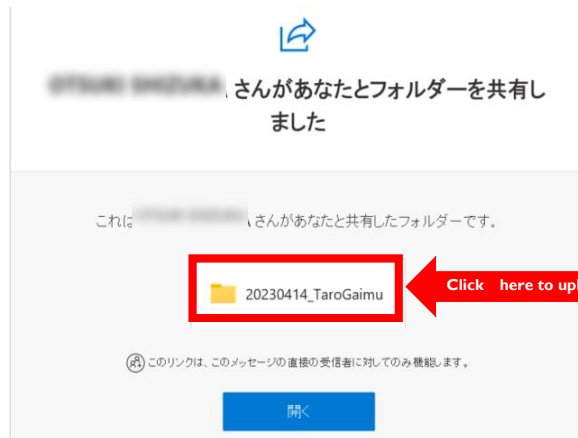 さんがあなたとフォルダーを共有し
ました
これは さんがあなたと共有したフォルダーです。
20230414_TaroGaimu
Click here to upl
このリンクは、このメッセージの直接の受信者に対してのみ機能します。
開く